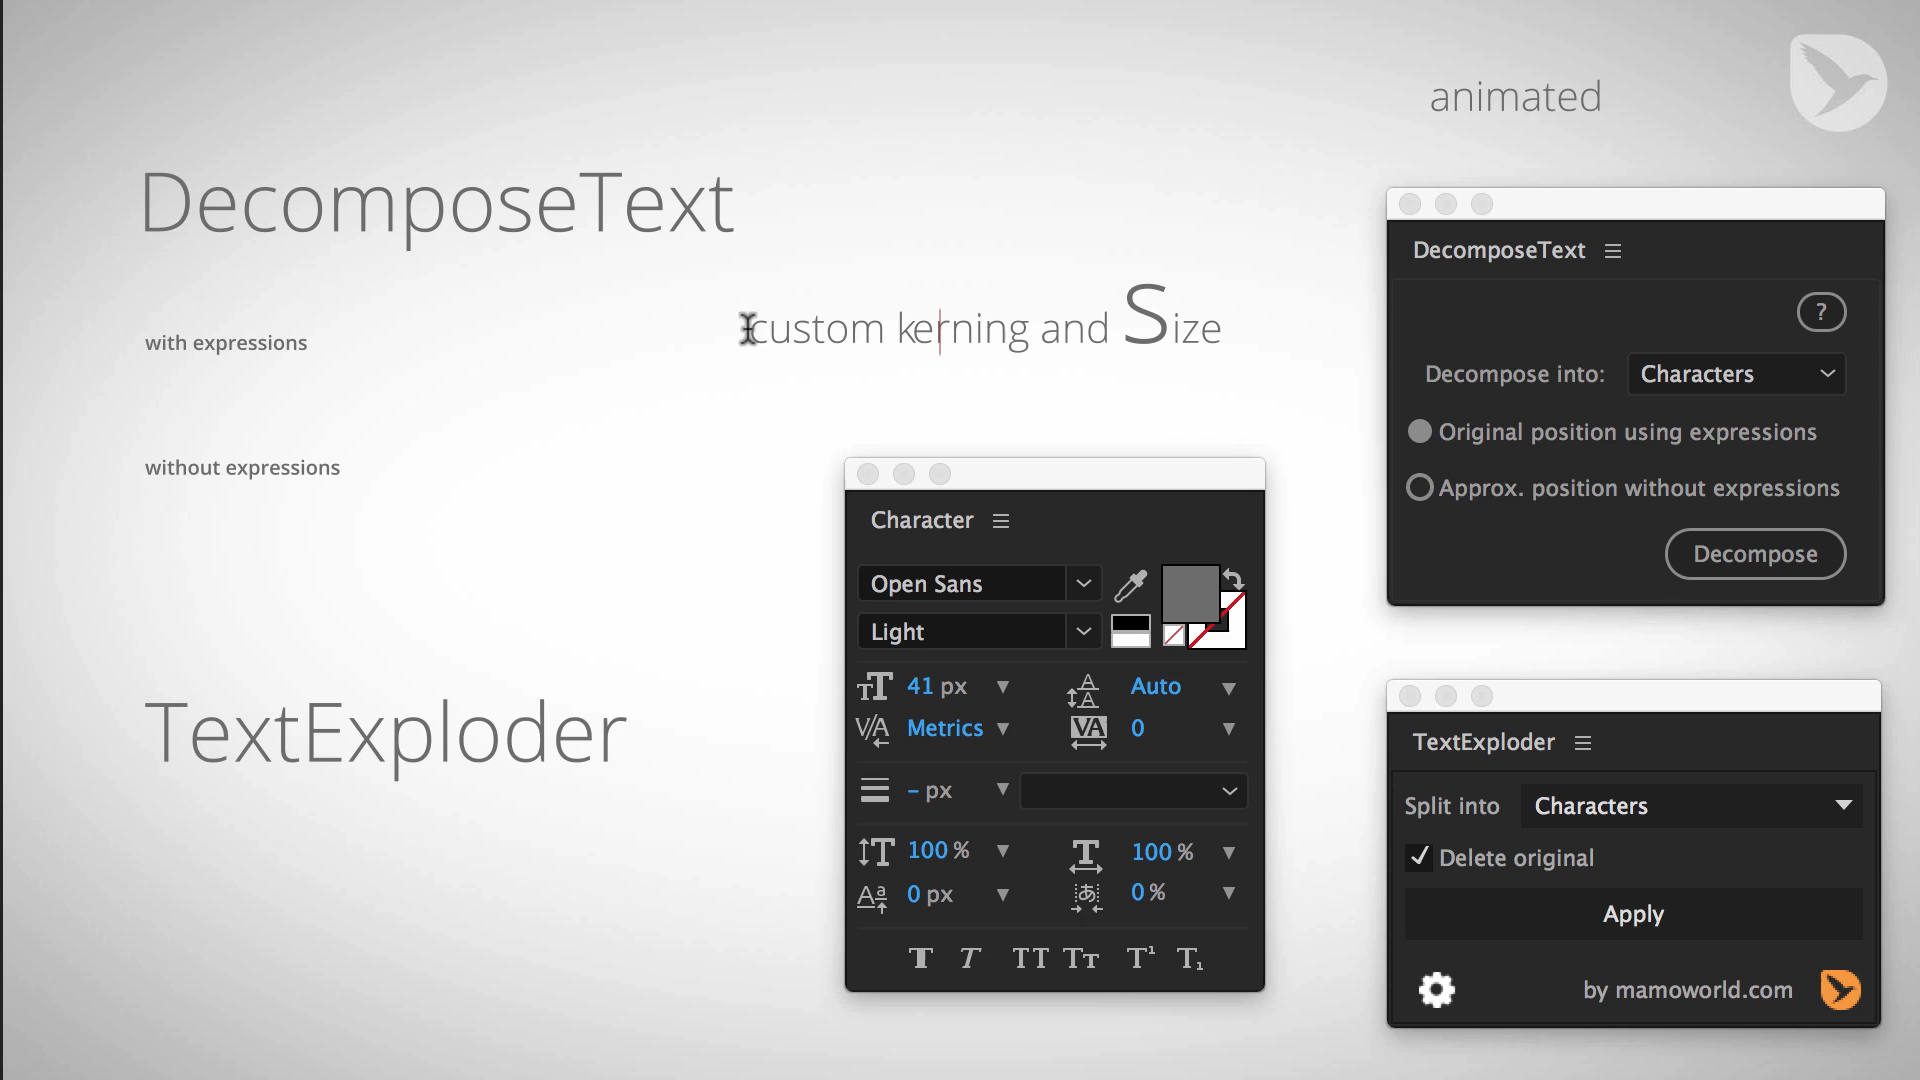 animated
DecomposeText
with expressions
without expressions
custom kerning and Size
TextExploder
Character
Open Sans
Light
41 px
Auto
Metrics
0
– px
100 %
100 %
0 px
0 %
DecomposeText
?
Decompose into: Characters
Original position using expressions
Approx. position without expressions
Decompose
TextExploder
Split into Characters
Delete original
Apply
by mamoworld.com